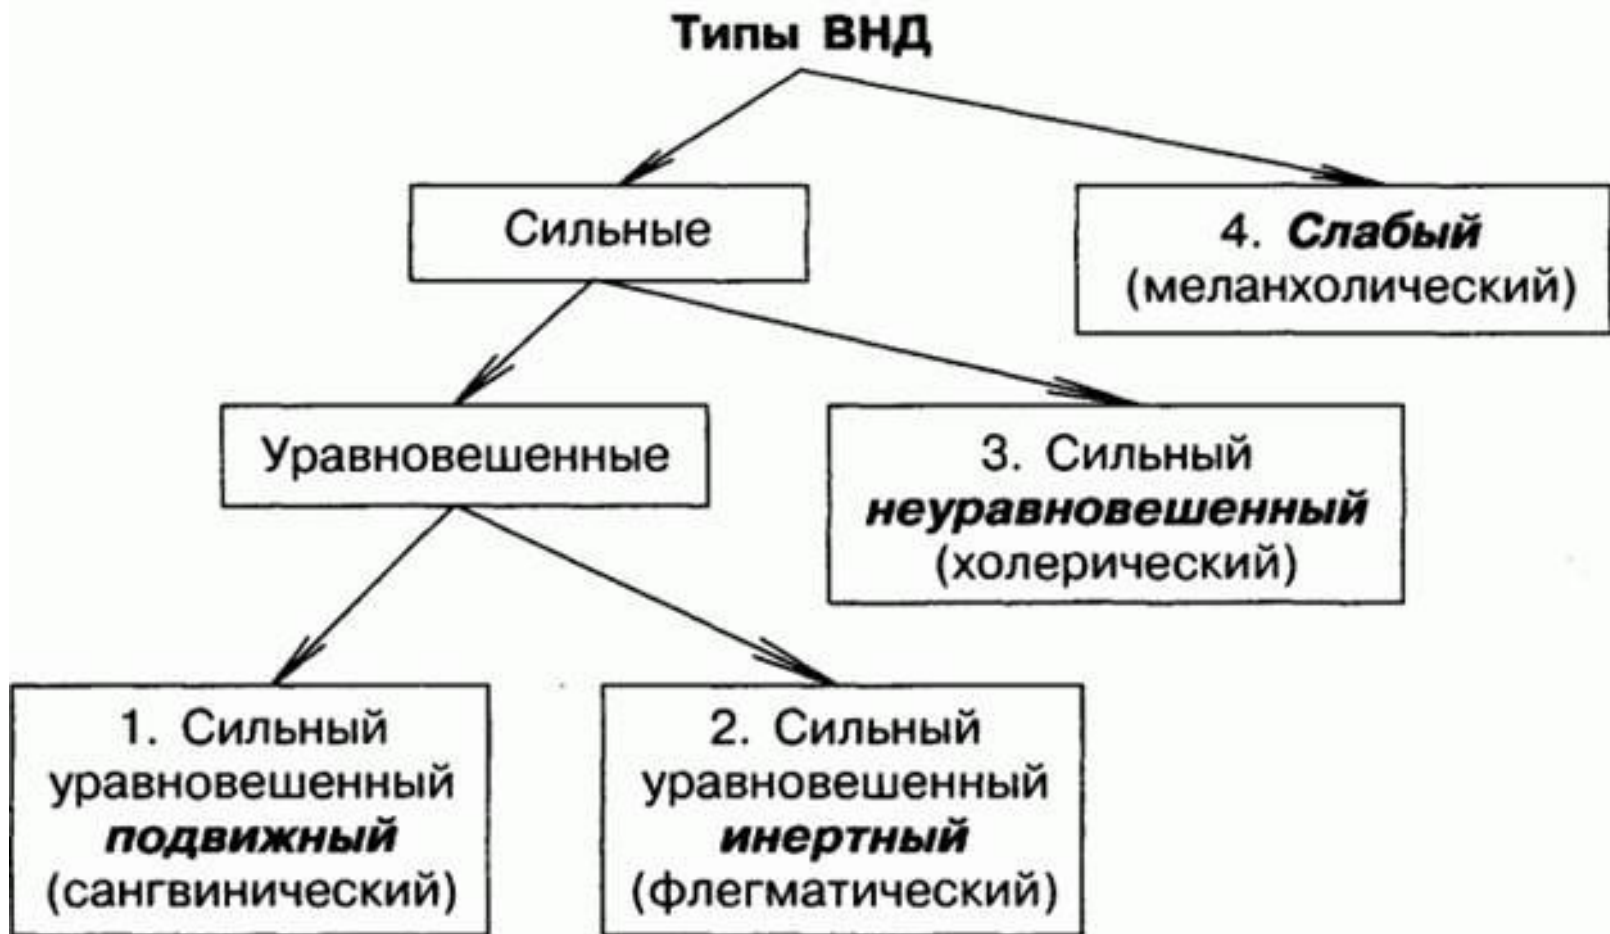 Типы ВНД
Сильные
4. Слабый
(меланхолический)
Уравновешенные
3. Сильный
неуравновешенный
(холерический)
1. Сильный
уравновешенный
подвижный
(сангвинический)
2. Сильный
уравновешенный
инертный
(флегматический)